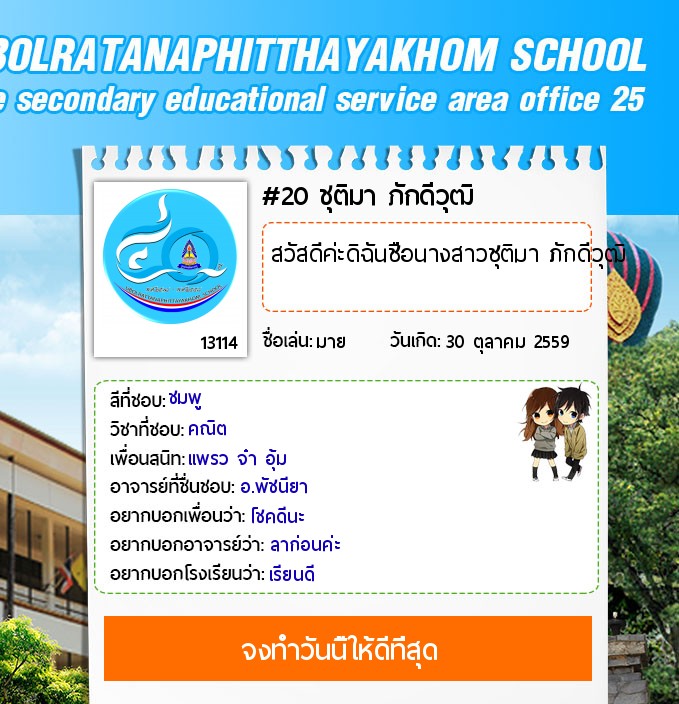 BOLRATANAPHITTHAYAKHOM SCHOOL
e secondary educational service area office 25
#20 ชุติมา ภักดีวุฒิ
สวัสดีค่ะดิฉันชื่อนางสาวชุติมา ภักดีวุฒิ
13114
ชื่อเล่น: มาย วันเกิด: 30 ตุลาคม 2559
สีที่ชอบ: ชมพู
วิชาที่ชอบ: คณิต
เพื่อนสนิท: แพรว จ๋า อุ้ม
อาจารย์ที่ชื่นชอบ: อ.พัชนียา
อยากบอกเพื่อนว่า: โชคดีนะ
อยากบอกอาจารย์ว่า: ลาก่อนค่ะ
อยากบอกโรงเรียนว่า: เรียนดี
จงทำวันนี้ให้ดีที่สุด